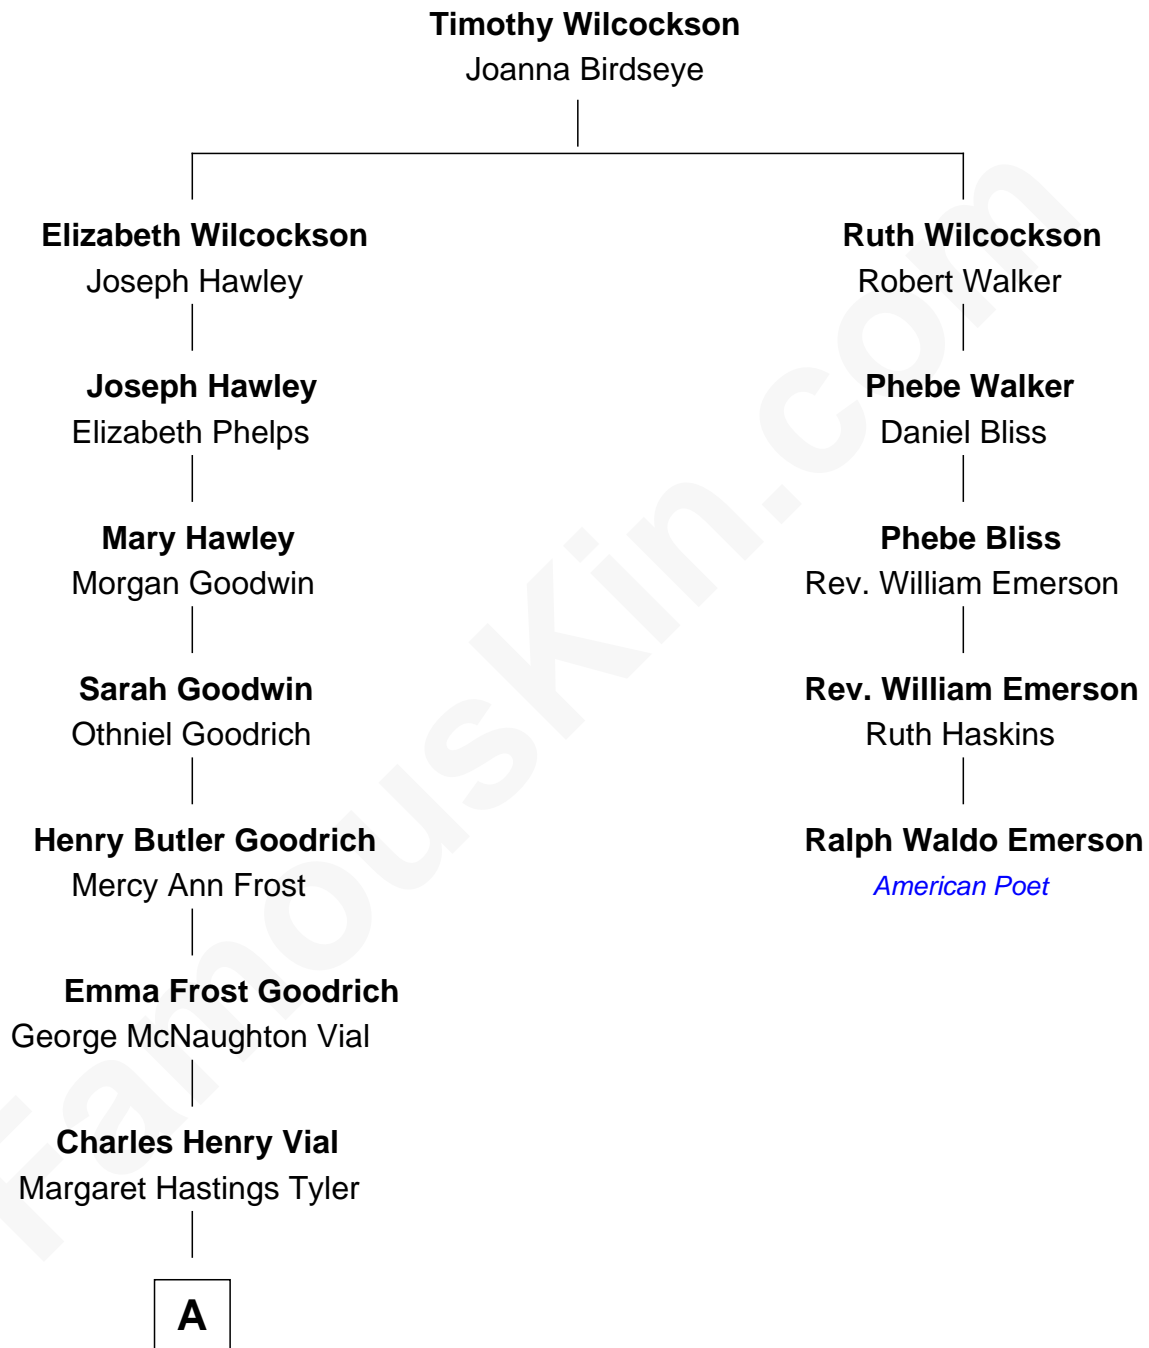 Timothy Wilcockson
Joanna Birdseye
Elizabeth Wilcockson
Joseph Hawley
Ruth Wilcockson
Robert Walker
Joseph Hawley
Elizabeth Phelps
Phebe Walker
Daniel Bliss
Mary Hawley
Morgan Goodwin
Phebe Bliss
Rev. William Emerson
Sarah Goodwin
Othniel Goodrich
Rev. William Emerson
Ruth Haskins
Henry Butler Goodrich
Mercy Ann Frost
Ralph Waldo Emerson
American Poet
Emma Frost Goodrich
George McNaughton Vial
Charles Henry Vial
Margaret Hastings Tyler
A
FamousKin.com